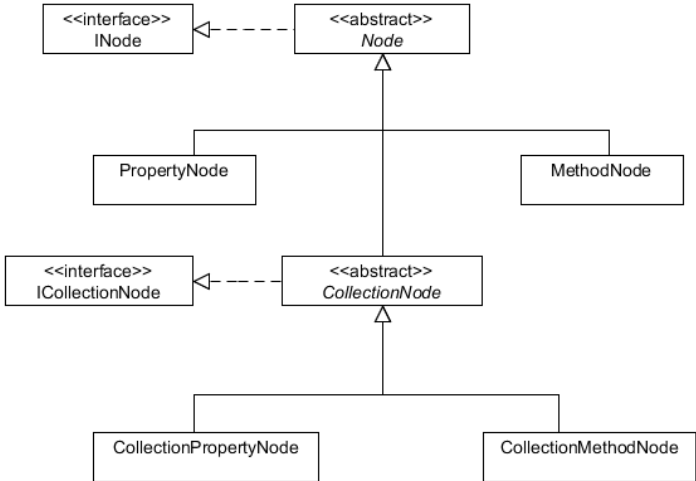 <<interface>>
INode
<<abstract>>
Node
PropertyNode
MethodNode
<<interface>>
ICollectionNode
<<abstract>>
CollectionNode
CollectionPropertyNode
CollectionMethodNode